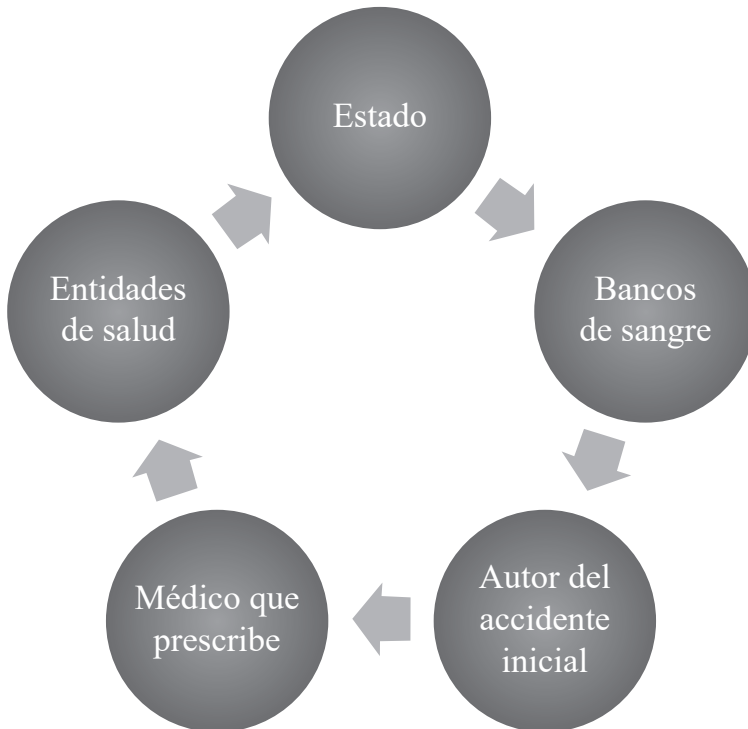 Estado
Bancos
de sangre
Autor del
accidente
inicial
Médico que
prescribe
Entidades
de salud